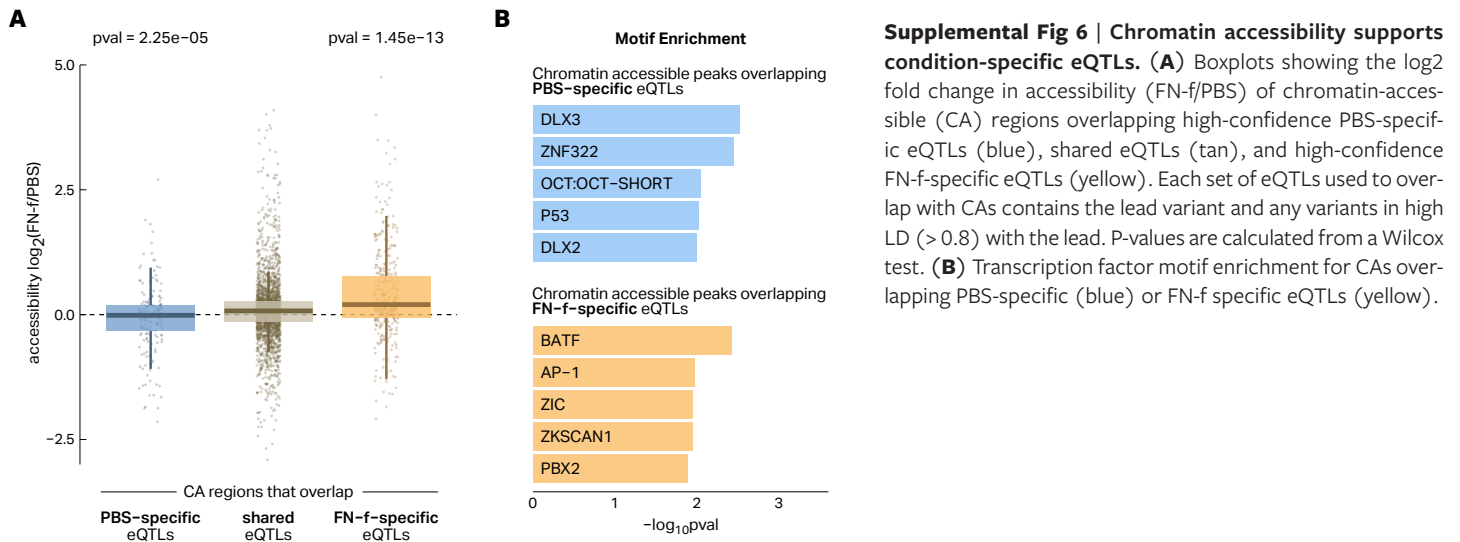 A
pval = 2.25e−05
pval = 1.45e−13
accessibility log2(FN-f/PBS)
5.0
2.5
0.0
−2.5
CA regions that overlap
PBS−specific
eQTLs
shared
eQTLs
FN−f−specific
eQTLs
B
Motif Enrichment
Chromatin accessible peaks overlapping
PBS−specific eQTLs
DLX3
ZNF322
OCT:OCT−SHORT
P53
DLX2
Chromatin accessible peaks overlapping
FN−f−specific eQTLs
BATF
AP−1
ZIC
ZKSCAN1
PBX2
0 1 2 3
−log10pval
Supplemental Fig 6 | Chromatin accessibility supports
condition-specific eQTLs. (A) Boxplots showing the log2
fold change in accessibility (FN-f/PBS) of chromatin-acces-
sible (CA) regions overlapping high-confidence PBS-specif-
ic eQTLs (blue), shared eQTLs (tan), and high-confidence
FN-f-specific eQTLs (yellow). Each set of eQTLs used to over-
lap with CAs contains the lead variant and any variants in high
LD (> 0.8) with the lead. P-values are calculated from a Wilcox
test. (B) Transcription factor motif enrichment for CAs over-
lapping PBS-specific (blue) or FN-f specific eQTLs (yellow).